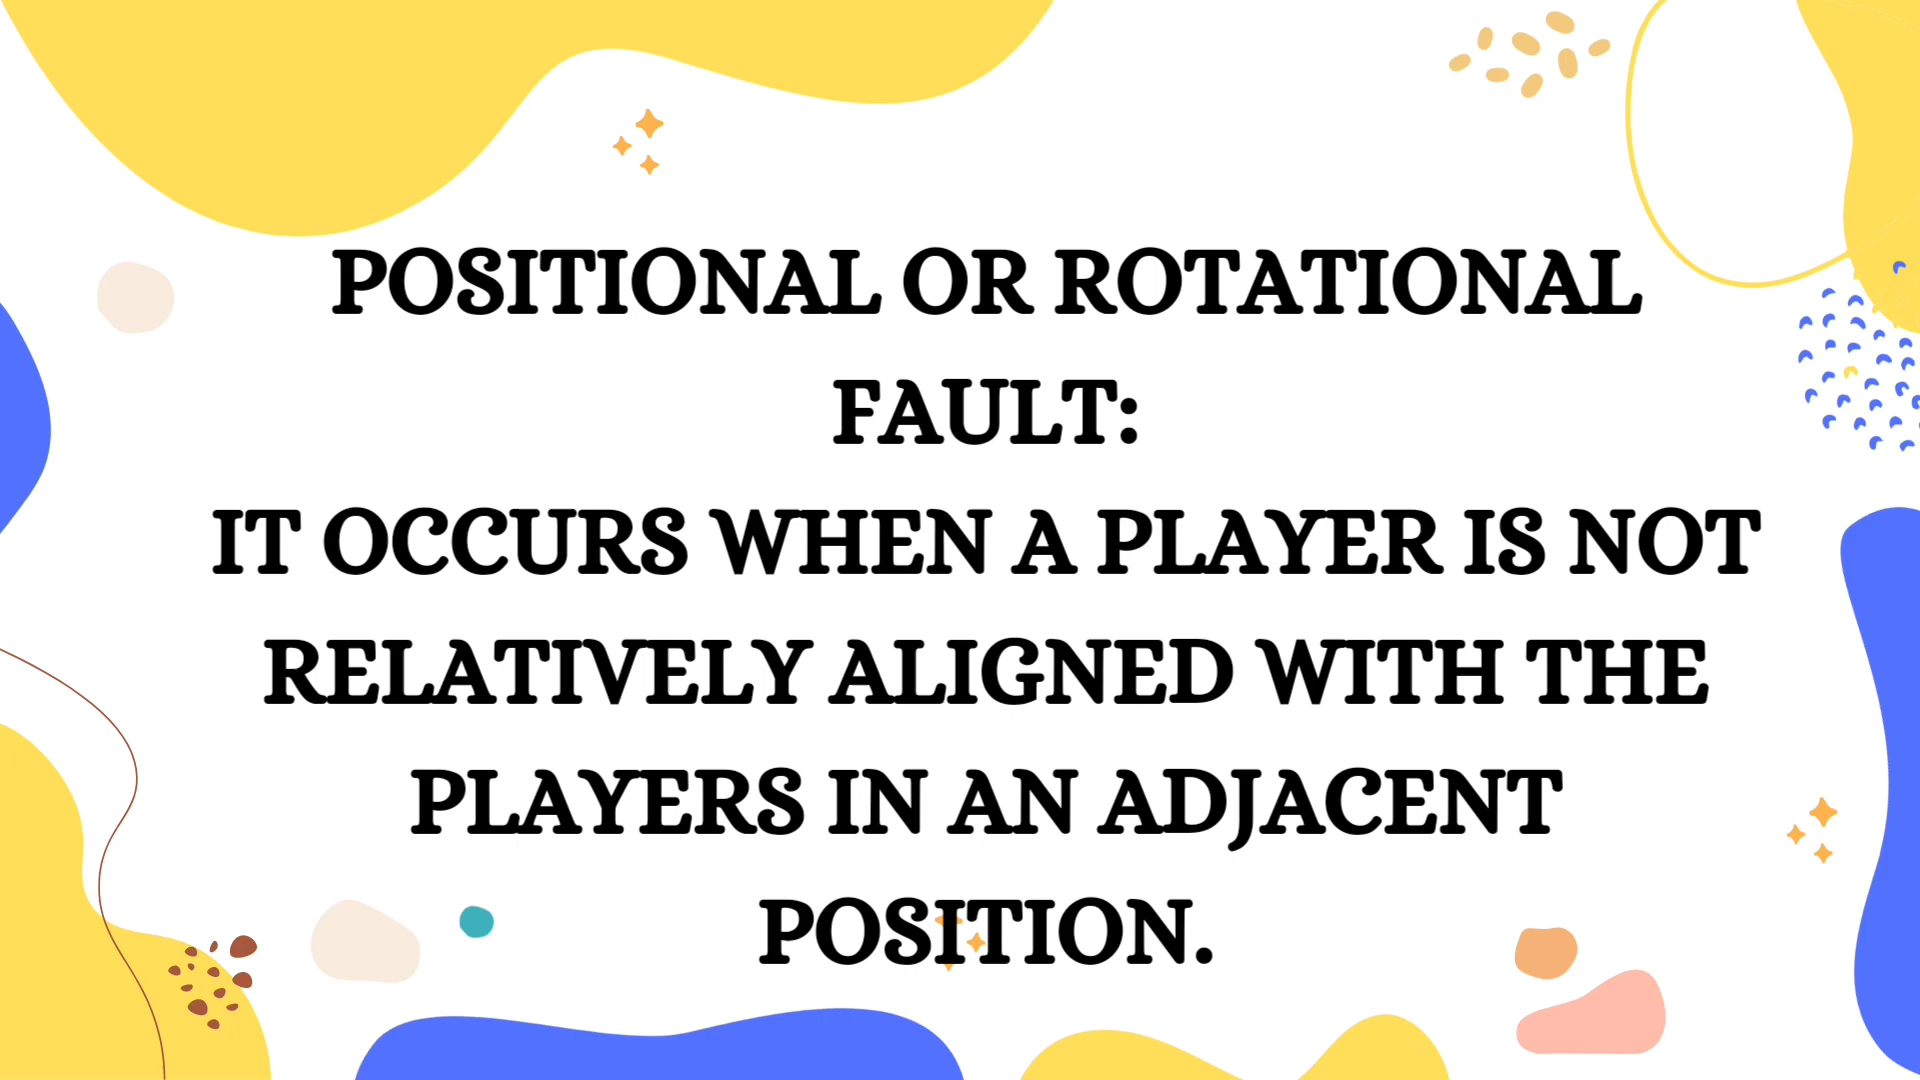 POSITIONAL OR ROTATIONAL
FAULT:
IT OCCURS WHEN A PLAYER IS NOT
RELATIVELY ALIGNED WITH THE
PLAYERS IN AN ADJACENT
POSITION.